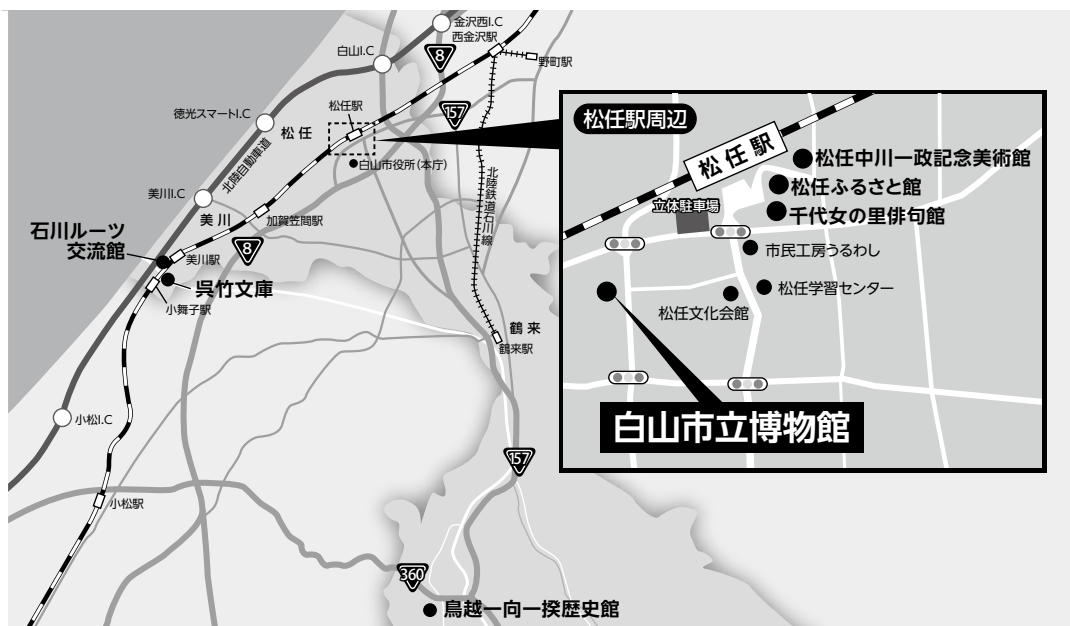 金沢西I.C
西金沢駅
8
白山I.C
野町駅
徳光スマートI.C
松任駅
157
松任
北陸自動車道
白山市役所(本庁)
美川I.C
美川
加賀笠間駅
北陸鉄道石川線
石川ルーツ
交流館
8
美川駅
呉竹文庫
小舞子駅
鶴来
鶴来駅
小松I.C
157
小松駅
360
鳥越一向一揆歴史館
松任駅周辺
松任駅
松任中川一政記念美術館
松任ふるさと館
千代女の里俳句館
立体駐車場
市民工房うるわし
松任学習センター
松任文化会館
白山市立博物館